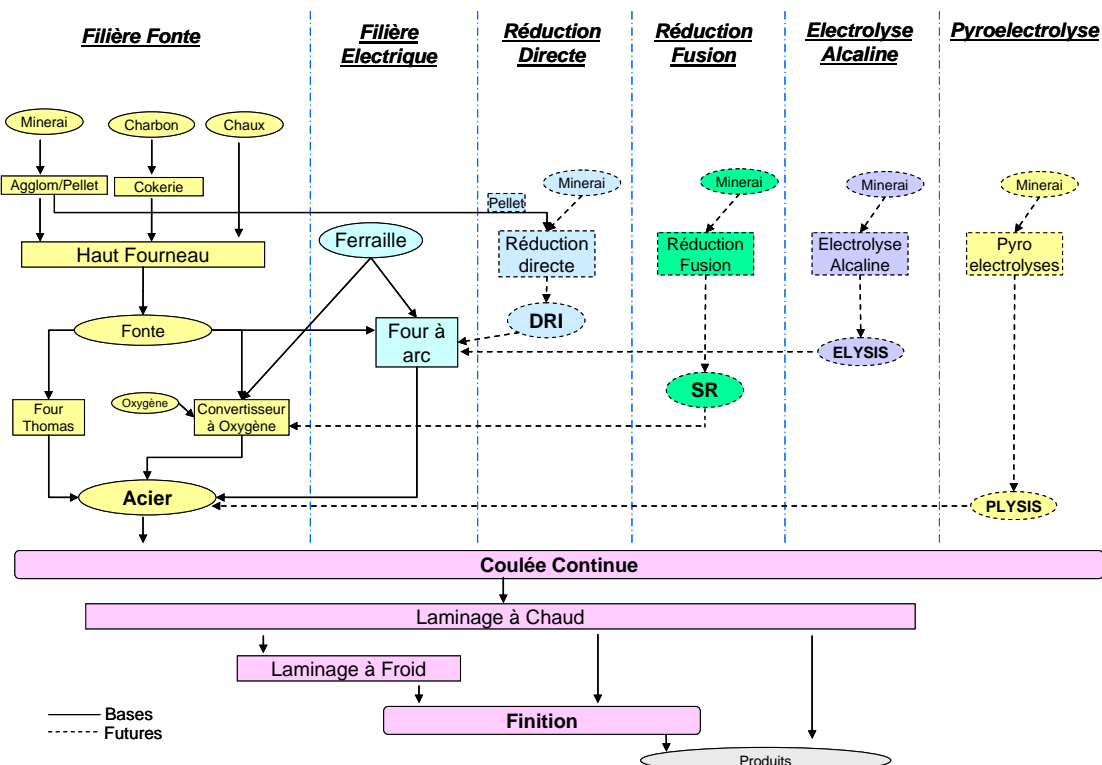 Filière Fonte
Filière
Electrique
Réduction
Directe
Réduction
Fusion
Electrolyse
Alcaline
Pyroelectrolyse
Minerai
Charbon
Chaux
Agglom/Pellet
Cokerie
Pellet
Minerai
Minerai
Minerai
Minerai
Haut Fourneau
Ferraille
Réduction
directe
Réduction
Fusion
Electrolyse
Alcaline
Pyro
electrolyses
Fonte
Four à
arc
DRI
ELYSIS
SR
Four
Thomas
Oxygène
Convertisseur
à Oxygène
Acier
PLYSIS
Coulée Continue
Laminage à Chaud
Laminage à Froid
Finition
Bases
Futures
Produits